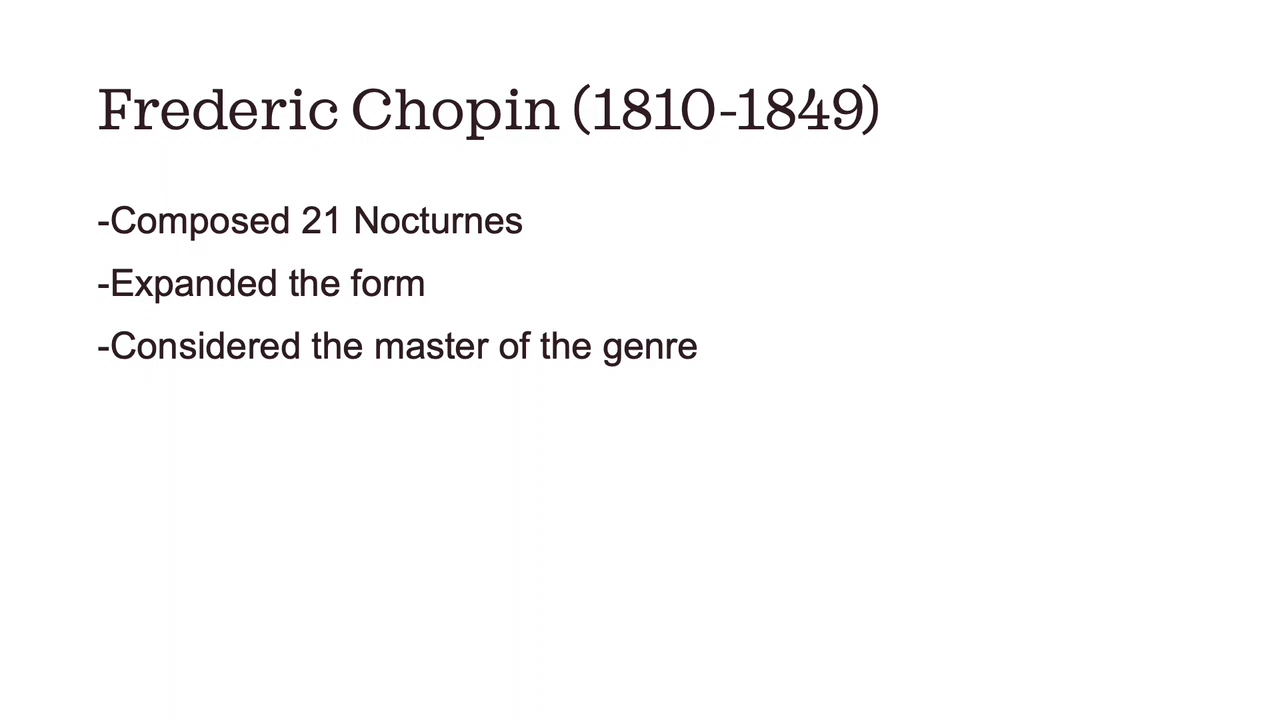 Frederic Chopin (1810-1849)
-Composed 21 Nocturnes
-Expanded the form
-Considered the master of the genre